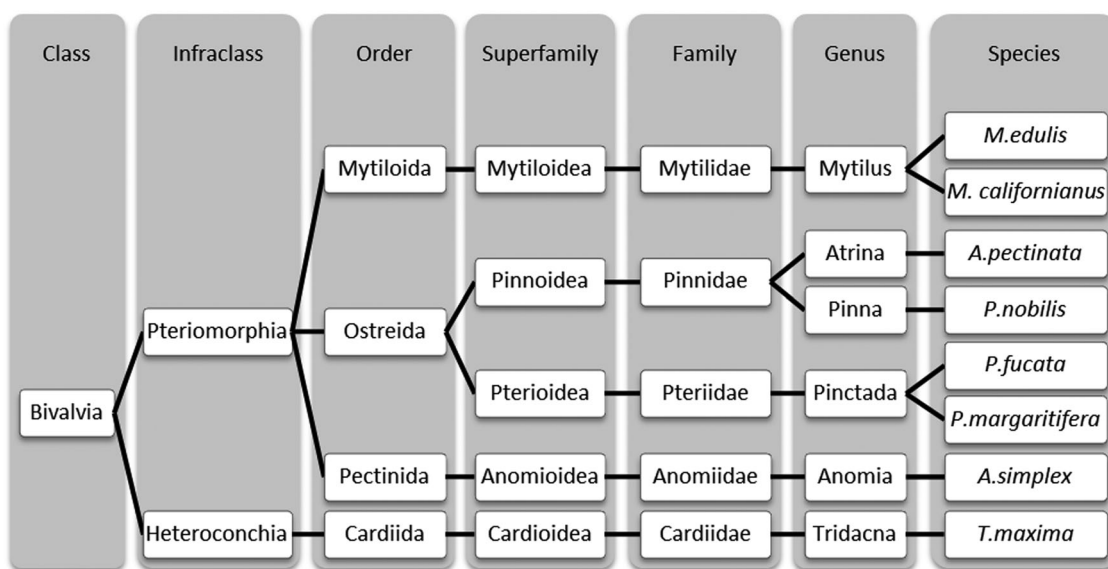 Class Infraclass Order Superfamily Family Genus Species
M.edulis
Mytiloida Mytiloidea Mytilidae Mytilus
M. californianus
Atrina A.pectinata
Pinnoidea Pinnidae
Pinna P.nobilis
Pteriomorphia Ostreida
P.fucata
Pterioidea Pteriidae Pinctada
Bivalvia
P.margaritifera
Pectinida Anomioidea Anomiidae Anomia A.simplex
Heteroconchia Cardiida Cardioidea Cardiidae Tridacna T.maxima